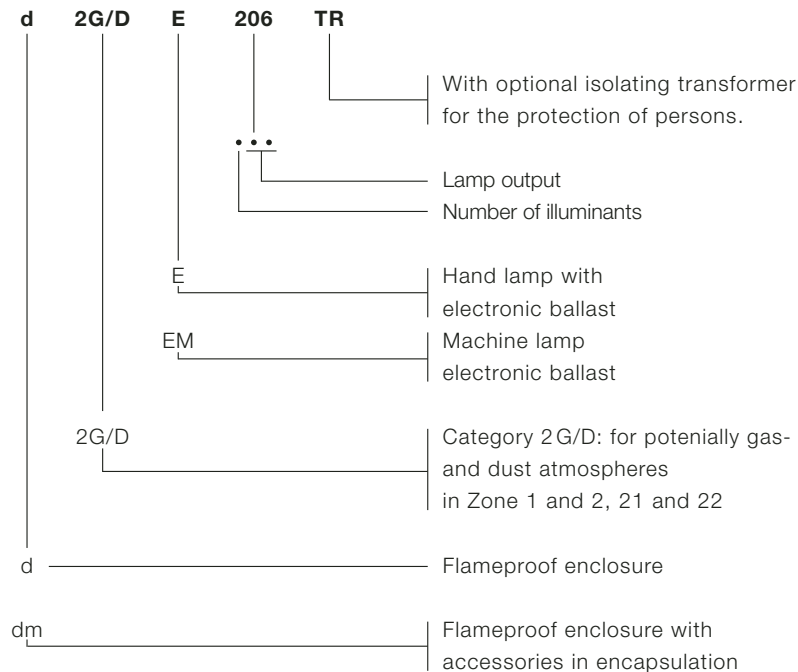 d 2G/D E 206 TR
With optional isolating transformer
for the protection of persons.
Lamp output
Number of illuminants
E Hand lamp with
electronic ballast
EM Machine lamp
electronic ballast
2G/D Category 2 G/D: for potenially gas-
and dust atmospheres
in Zone 1 and 2, 21 and 22
d Flameproof enclosure
dm Flameproof enclosure with
accessories in encapsulation